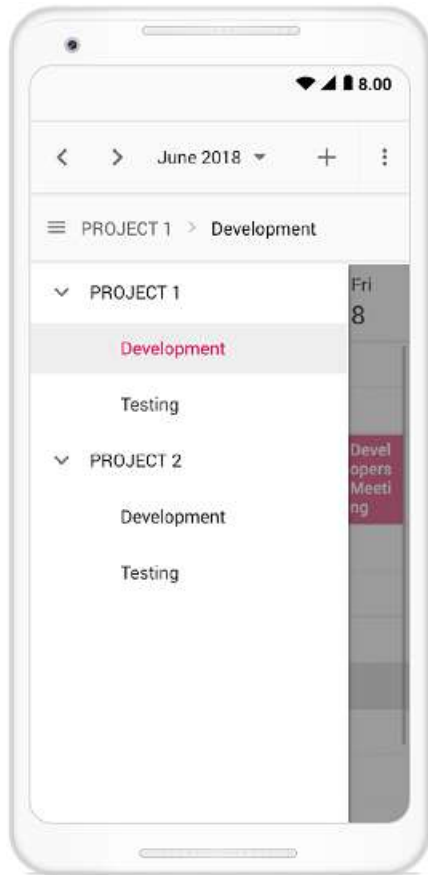 8.00
June 2018
PROJECT 1 > Development
PROJECT 1
Fri
8
Development
Testing
PROJECT 2
Devel
opers
Meeti
ng
Development
Testing